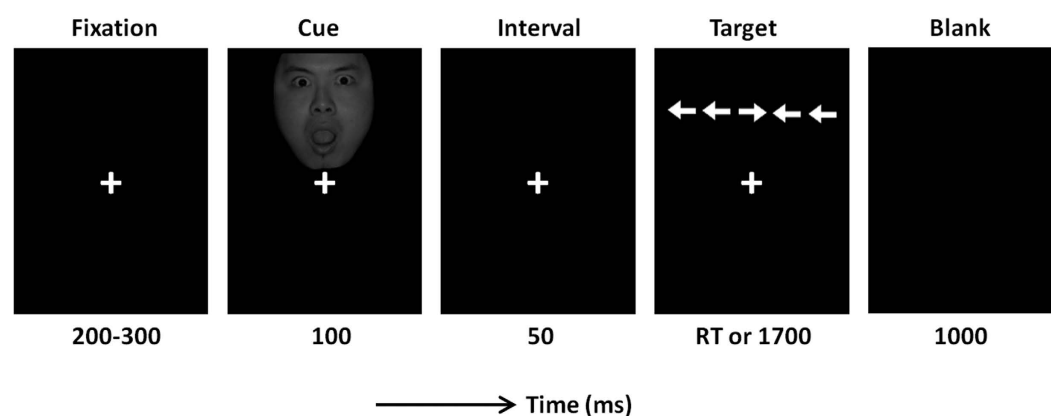 Fixation
Cue
Interval
Target
Blank
200-300
100
50
RT or 1700
1000
Time (ms)